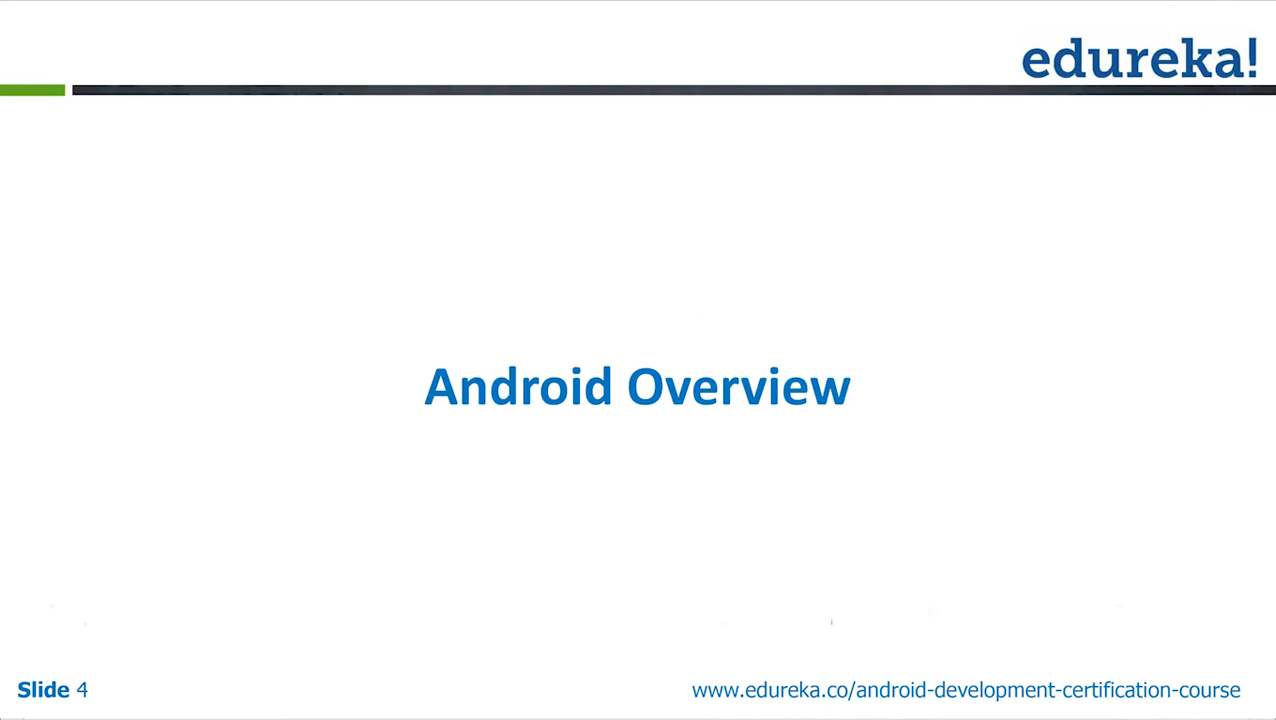 edureka!
Android Overview
Slide 4
www.edureka.co/android-development-certification-course